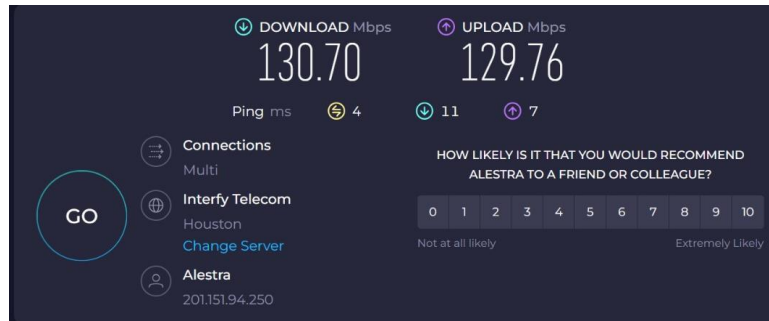 DOWNLOAD Mbps
130.70
UPLOAD Mbps
129.76
Ping ms 4 11 7
Connections
Multi
Interfy Telecom
Houston
Change Server
Alestra
201.151.94.250
GO
HOW LIKELY IS IT THAT YOU WOULD RECOMMEND
ALESTRA TO A FRIEND OR COLLEAGUE?
0 1 2 3 4 5 6 7 8 9 10
Not at all likely Extremely Likely